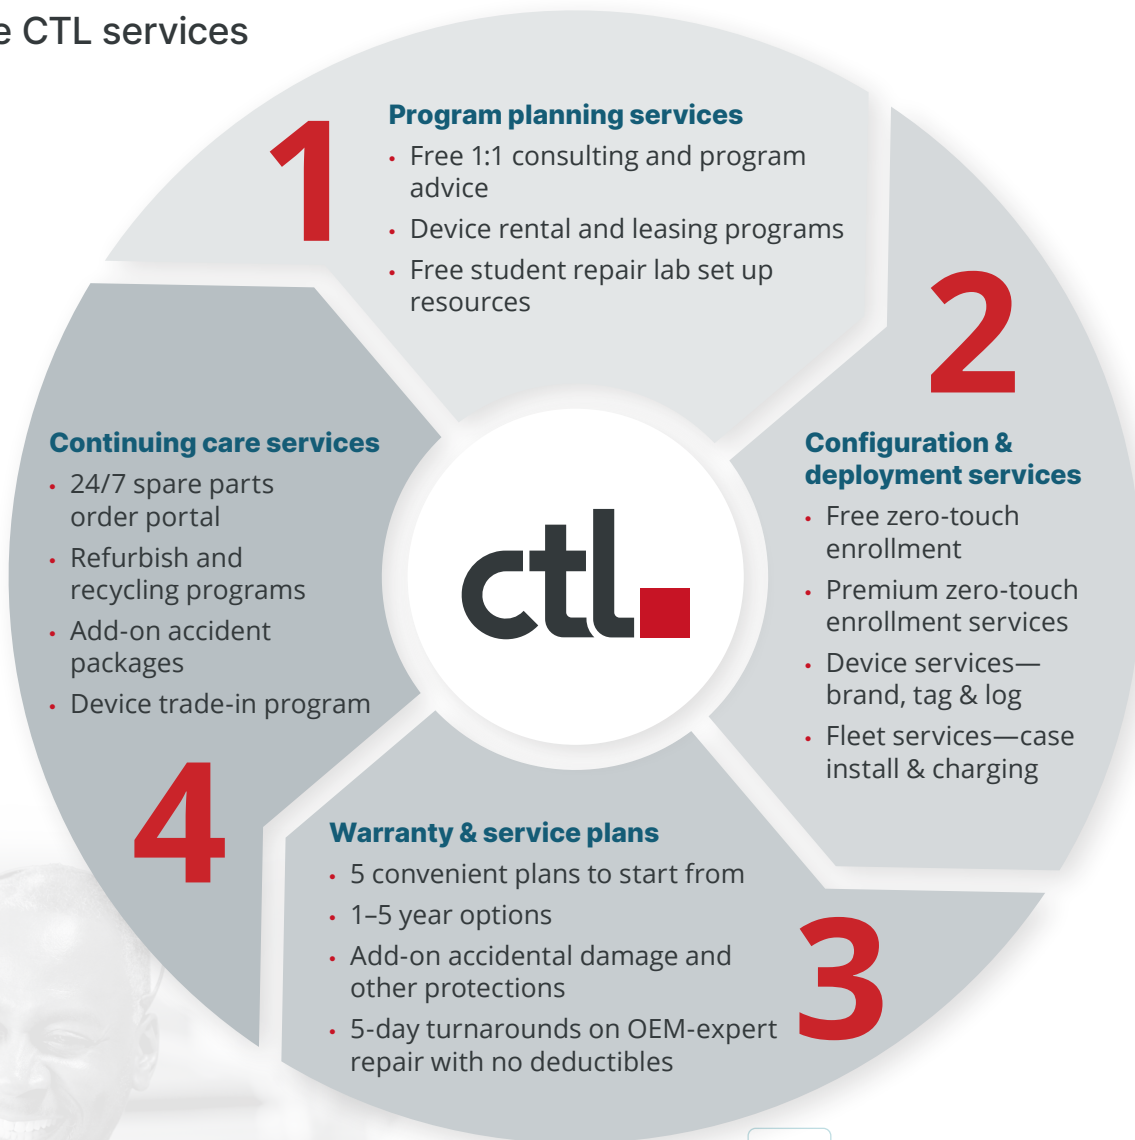 e CTL services
1
Program planning services
• Free 1:1 consulting and program
advice
• Device rental and leasing programs
• Free student repair lab set up
resources
2
Configuration &
deployment services
• Free zero-touch
enrollment
• Premium zero-touch
enrollment services
• Device services—
brand, tag & log
• Fleet services—case
install & charging
3
Warranty & service plans
• 5 convenient plans to start from
• 1–5 year options
• Add-on accidental damage and
other protections
• 5-day turnarounds on OEM-expert
repair with no deductibles
4
Continuing care services
• 24/7 spare parts
order portal
• Refurbish and
recycling programs
• Add-on accident
packages
• Device trade-in program
ctl